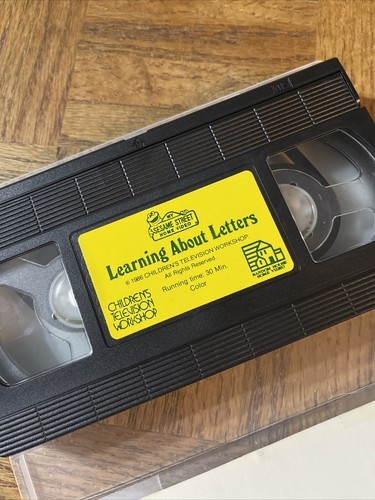 MY
SESAME STREET
HOME VIDEO
Learning About Letters
© 1986 CHILDREN'S TELEVISION WORKSHOP
All Rights Reserved.
Running time: 30 Min.
Color
CHILDREN'S
TELEVISION
WORKSHOP